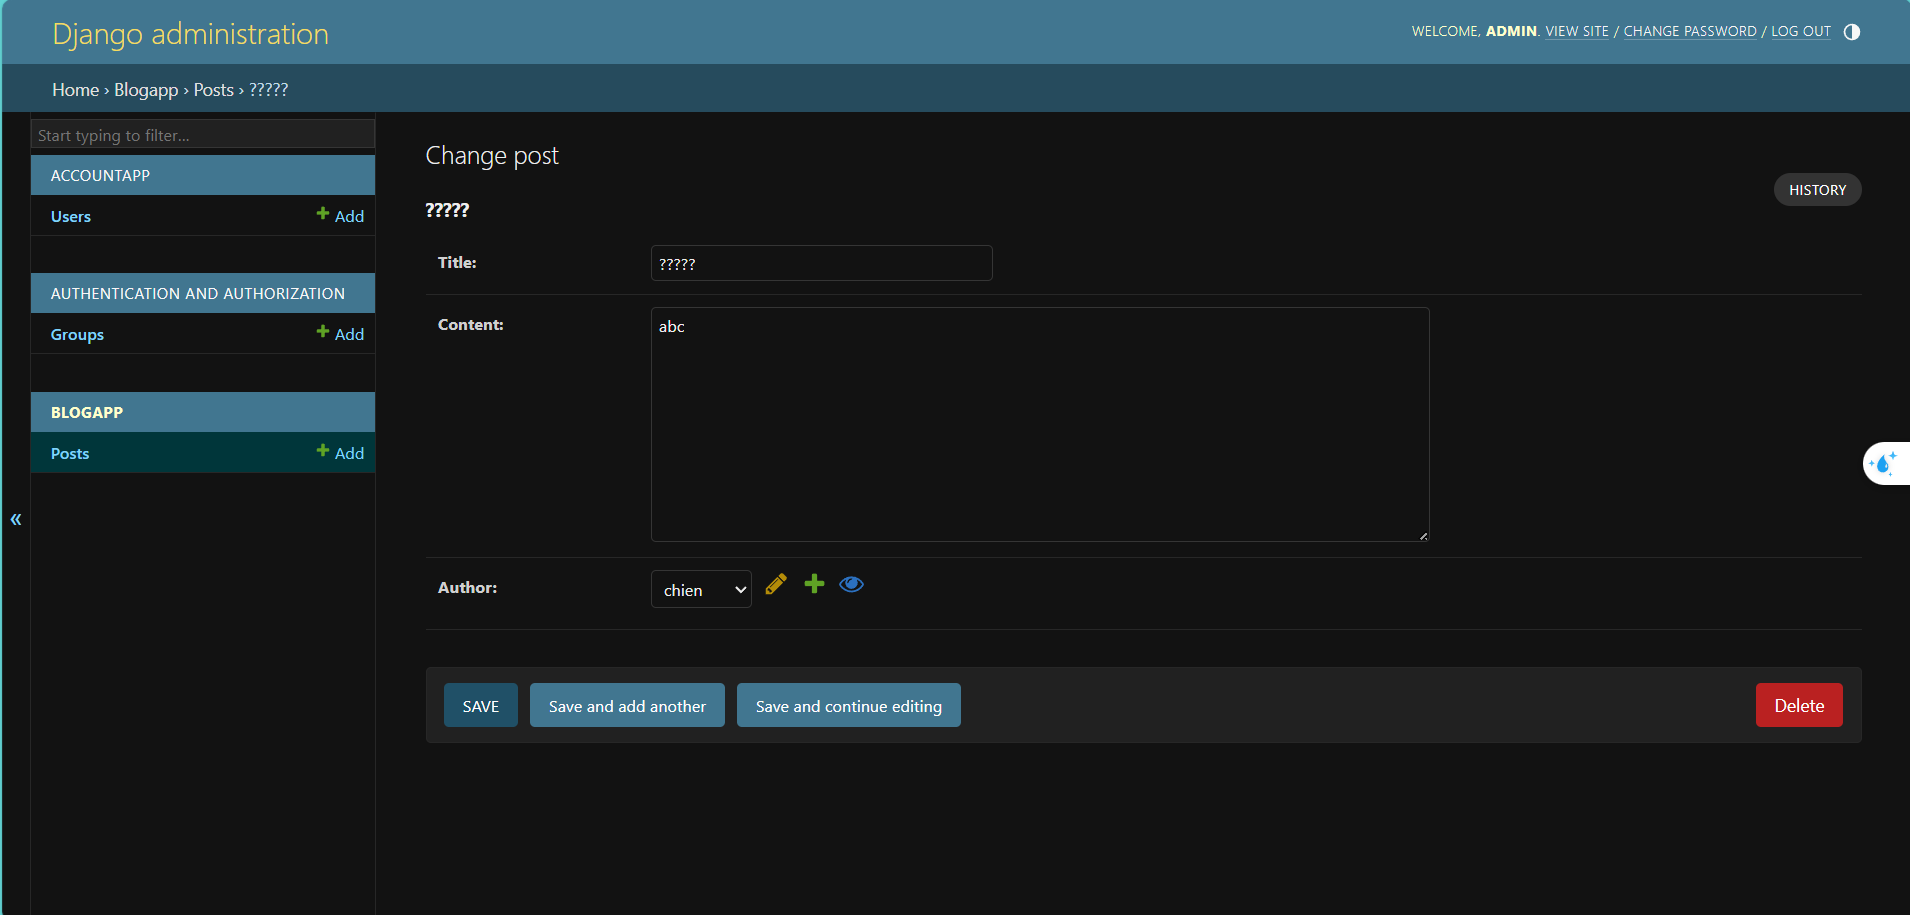 Django administration
WELCOME, ADMIN. VIEW SITE / CHANGE PASSWORD / LOG OUT
Home › Blogapp › Posts › ?????
Start typing to filter...
ACCOUNTAPP
Users
Add
AUTHENTICATION AND AUTHORIZATION
Groups
Add
BLOGAPP
Posts
Add
«
Change post
HISTORY
?????
Title:
?????
Content:
abc
Author:
chien
SAVE
Save and add another
Save and continue editing
Delete